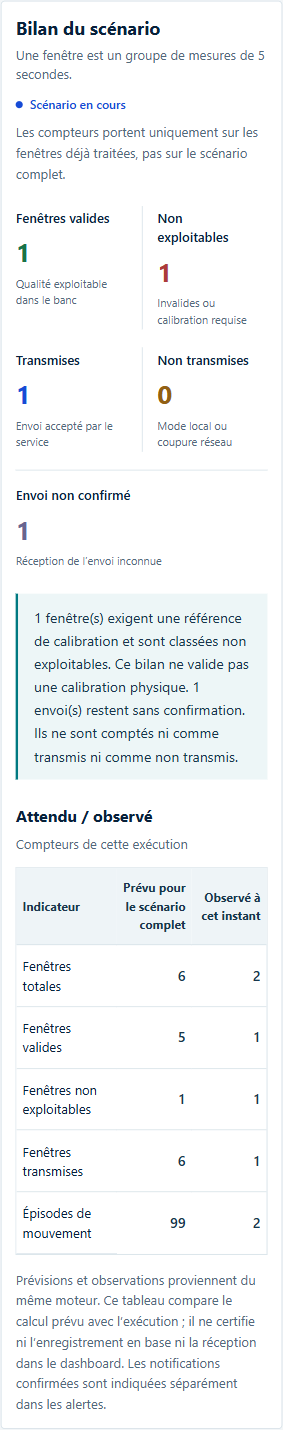 Bilan du scénario
Une fenêtre est un groupe de mesures de 5
secondes.
Scénario en cours
Les compteurs portent uniquement sur les
fenêtres déjà traitées, pas sur le scénario
complet.
Fenêtres valides
1
Qualité exploitable
dans le banc
Non
exploitables
1
Invalides ou
calibration requise
Transmises
1
Envoi accepté par le
service
Non transmises
0
Mode local ou
coupure réseau
Envoi non confirmé
1
Réception de l'envoi inconnue
1 fenêtre(s) exigent une référence
de calibration et sont classées non
exploitables. Ce bilan ne valide pas
une calibration physique. 1
envoi(s) restent sans confirmation.
Ils ne sont comptés ni comme
transmis ni comme non transmis.
Attendu / observé
Compteurs de cette exécution
Indicateur
Prévu pour
le scénario
complet
Observé à
cet instant
Fenêtres
totales
6
2
Fenêtres
valides
5
1
Fenêtres non
exploitables
1
1
Fenêtres
transmises
6
1
Épisodes de
mouvement
99
2
Prévisions et observations proviennent du
même moteur. Ce tableau compare le
calcul prévu avec l'exécution ; il ne certifie
ni l'enregistrement en base ni la réception
dans le dashboard. Les notifications
confirmées sont indiquées séparément
dans les alertes.